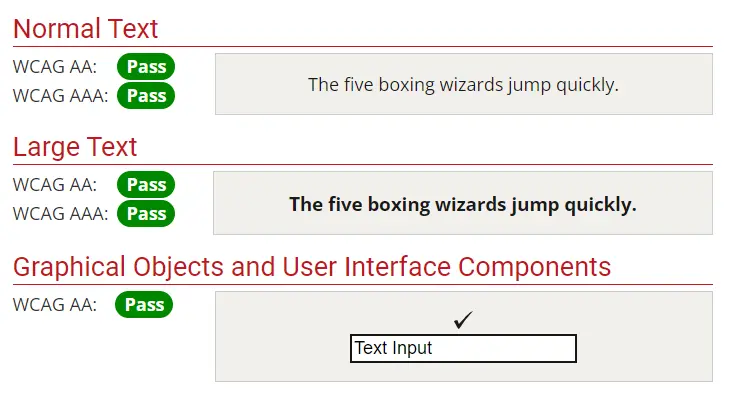 Normal Text
WCAG AA: Pass
WCAG AAA: Pass
The five boxing wizards jump quickly.
Large Text
WCAG AA: Pass
WCAG AAA: Pass
The five boxing wizards jump quickly.
Graphical Objects and User Interface Components
WCAG AA: Pass
✓
Text Input